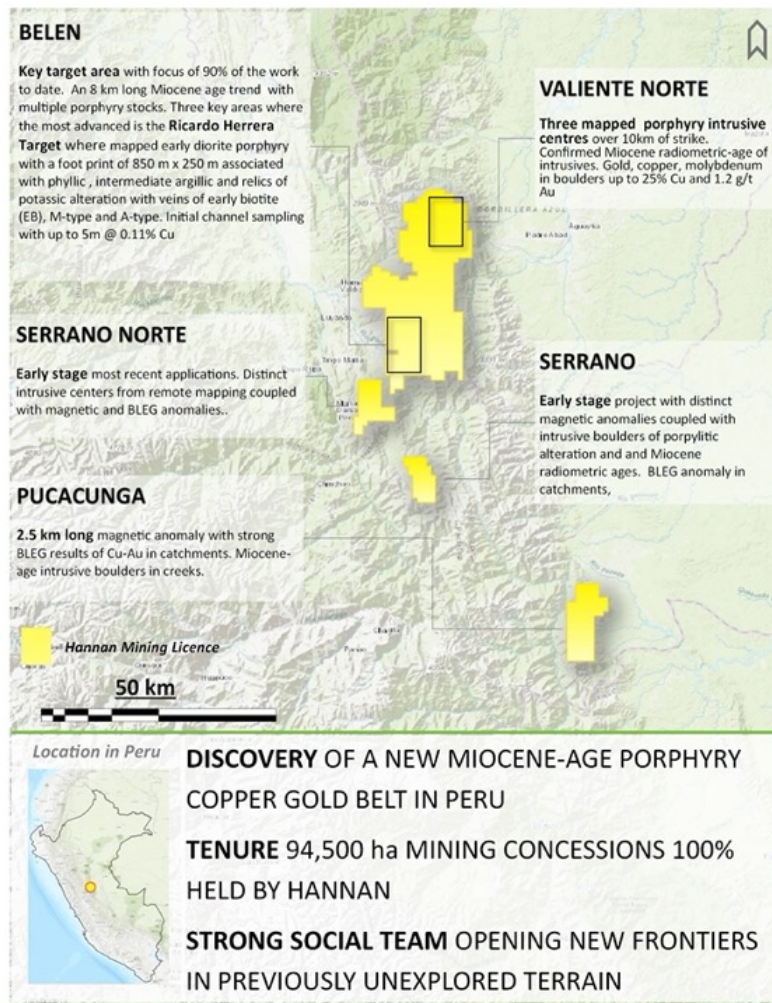 BELEN
Key target area with focus of 90% of the work
to date. An 8 km long Miocene age trend with
multiple porphyry stocks. Three key areas where
the most advanced is the Ricardo Herrera
Target where mapped early diorite porphyry
with a foot print of 850 m x 250 m associated
with phyllic , intermediate argillic and relics of
potassic alteration with veins of early biotite
(EB), M-type and A-type. Initial channel sampling
with up to 5m @ 0.11% Cu
VALIENTE NORTE
Three mapped porphyry intrusive
centres over 10km of strike.
Confirmed Miocene radiometric-age of
intrusives. Gold, copper, molybdenum
in boulders up to 25% Cu and 1.2 g/t
Au
CORDILLERA AZUL
Padre Abad
Aguaytia
SERRANO NORTE
Early stage most recent applications. Distinct
intrusive centers from remote mapping coupled
with magnetic and BLEG anomalies..
Tingo Maria
SERRANO
Early stage project with distinct
magnetic anomalies coupled with
intrusive boulders of porpylitic
alteration and and Miocene
radiometric ages. BLEG anomaly in
catchments,
PUCACUNGA
2.5 km long magnetic anomaly with strong
BLEG results of Cu-Au in catchments. Miocene-
age intrusive boulders in creeks.
Hannan Mining Licence
50 km
Location in Peru
DISCOVERY OF A NEW MIOCENE-AGE PORPHYRY
COPPER GOLD BELT IN PERU
TENURE 94,500 ha MINING CONCESSIONS 100%
HELD BY HANNAN
STRONG SOCIAL TEAM OPENING NEW FRONTIERS
IN PREVIOUSLY UNEXPLORED TERRAIN